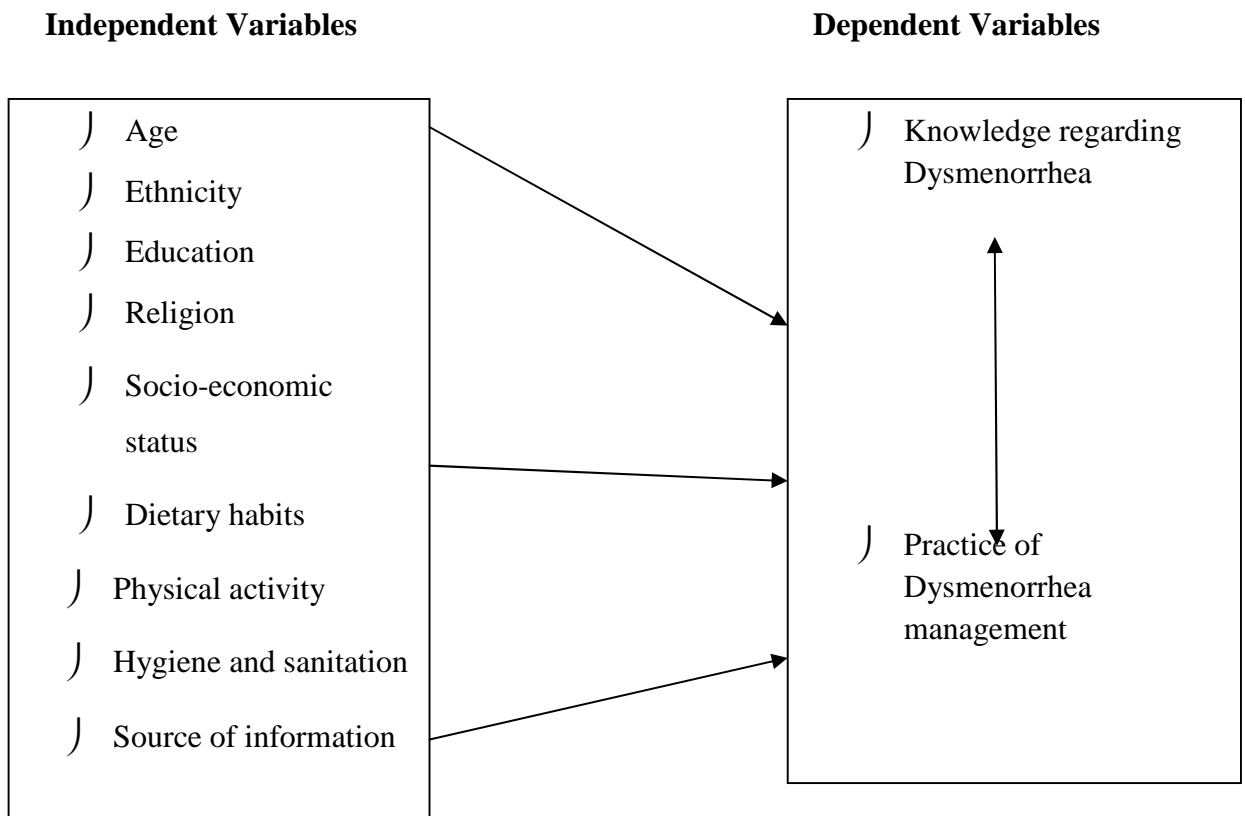 Independent Variables
Dependent Variables
Age
Ethnicity
Education
Religion
Socio-economic
status
Dietary habits
Physical activity
Hygiene and sanitation
Source of information
Knowledge regarding
Dysmenorrhea
Practice of
Dysmenorrhea
management